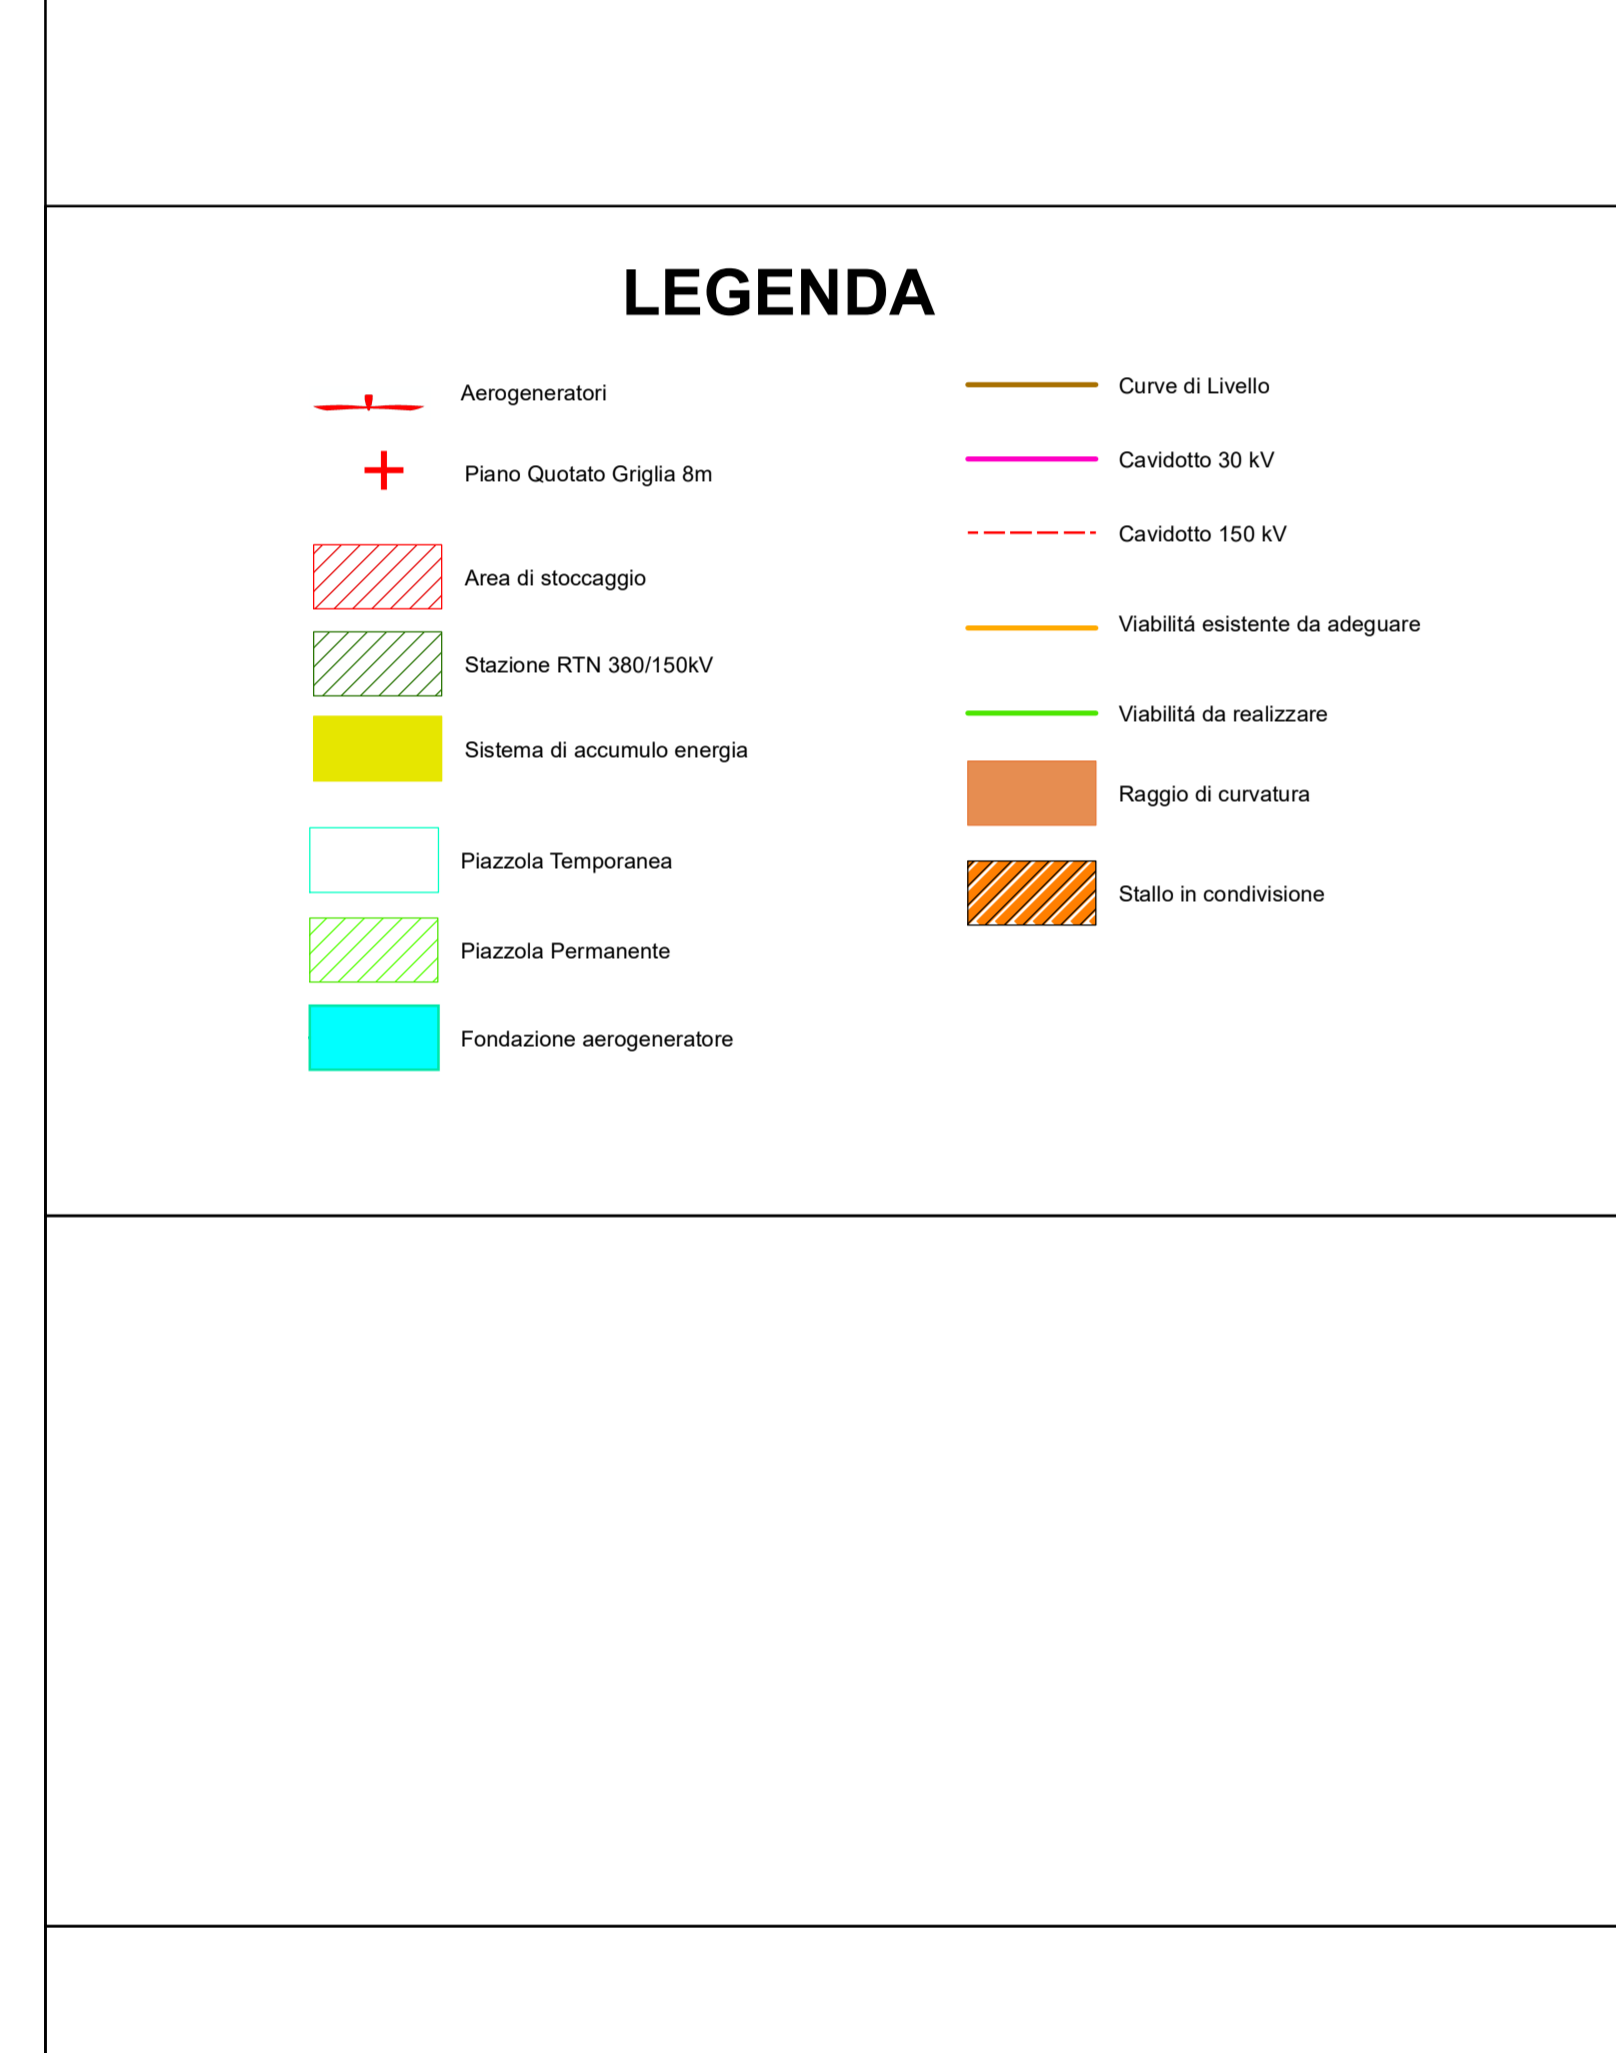 LEGENDA
Aerogeneratori
Piano Quotato Griglia 8m
Area di stoccaggio
Stazione RTN 380/150kV
Sistema di accumulo energia
Piazzola Temporanea
Piazzola Permanente
Fondazione aerogeneratore
Curve di Livello
Cavidotto 30 kV
Cavidotto 150 kV
Viabilitá esistente da adeguare
Viabilitá da realizzare
Raggio di curvatura
Stallo in condivisione